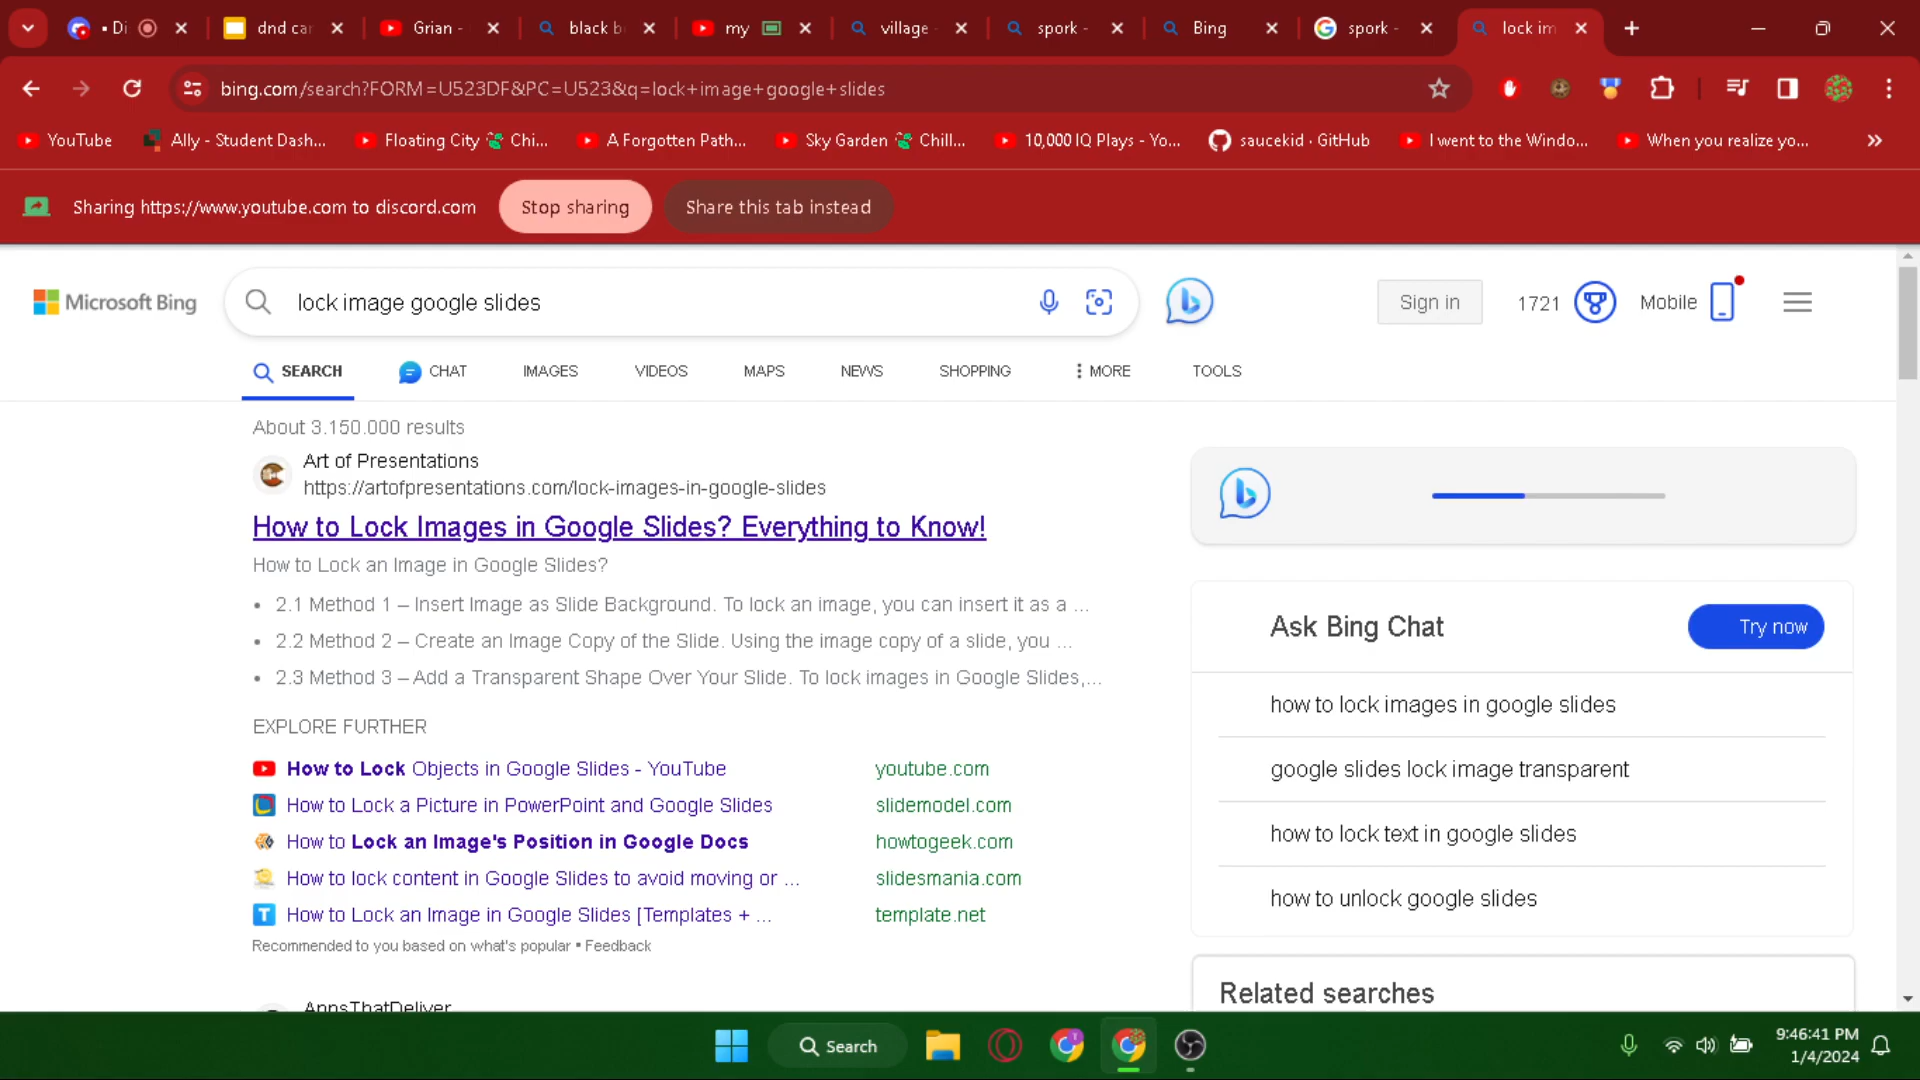 Di
dnd car
Grian -
black b
my
village
spork -
Bing
spork -
lock im
bing.com/search?FORM=U523DF&PC=U523&q=lock+image+google+slides
YouTube
Ally - Student Dash...
Floating City Chi...
A Forgotten Path...
Sky Garden Chill...
10,000 IQ Plays - Yo...
saucekid · GitHub
I went to the Windo...
When you realize yo...
»
Sharing https://www.youtube.com to discord.com
Stop sharing
Share this tab instead
Microsoft Bing
lock image google slides
Sign in
1721
Mobile
SEARCH
CHAT
IMAGES
VIDEOS
MAPS
NEWS
SHOPPING
MORE
TOOLS
About 3.150.000 results
Art of Presentations
https://artofpresentations.com/lock-images-in-google-slides
How to Lock Images in Google Slides? Everything to Know!
How to Lock an Image in Google Slides?
• 2.1 Method 1 – Insert Image as Slide Background. To lock an image, you can insert it as a ...
• 2.2 Method 2 – Create an Image Copy of the Slide. Using the image copy of a slide, you ...
• 2.3 Method 3 – Add a Transparent Shape Over Your Slide. To lock images in Google Slides,...
EXPLORE FURTHER
How to Lock Objects in Google Slides - YouTube youtube.com
How to Lock a Picture in PowerPoint and Google Slides slidemodel.com
How to Lock an Image's Position in Google Docs howtogeek.com
How to lock content in Google Slides to avoid moving or ... slidesmania.com
How to Lock an Image in Google Slides [Templates + ... template.net
Recommended to you based on what's popular • Feedback
AppsThatDeliver
Ask Bing Chat
Try now
how to lock images in google slides
google slides lock image transparent
how to lock text in google slides
how to unlock google slides
Related searches
Search
9:46:41 PM
1/4/2024